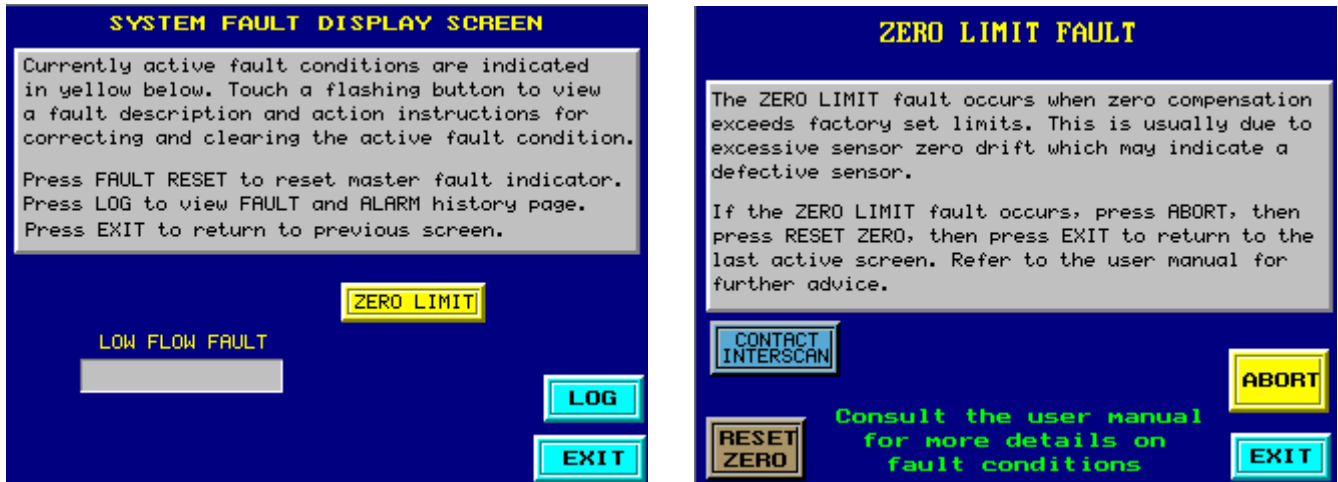 SYSTEM FAULT DISPLAY SCREEN
Currently active fault conditions are indicated
in yellow below. Touch a flashing button to view
a fault description and action instructions for
correcting and clearing the active fault condition.
Press FAULT RESET to reset master fault indicator.
Press LOG to view FAULT and ALARM history page.
Press EXIT to return to previous screen.
ZERO LIMIT
LOW FLOW FAULT
LOG
EXIT
ZERO LIMIT FAULT
The ZERO LIMIT fault occurs when zero compensation
exceeds factory set limits. This is usually due to
excessive sensor zero drift which may indicate a
defective sensor.
If the ZERO LIMIT fault occurs, press ABORT, then
press RESET ZERO, then press EXIT to return to the
last active screen. Refer to the user manual for
further advice.
CONTACT
INTERSCAN
ABORT
RESET
ZERO
Consult the user manual
for more details on
fault conditions
EXIT